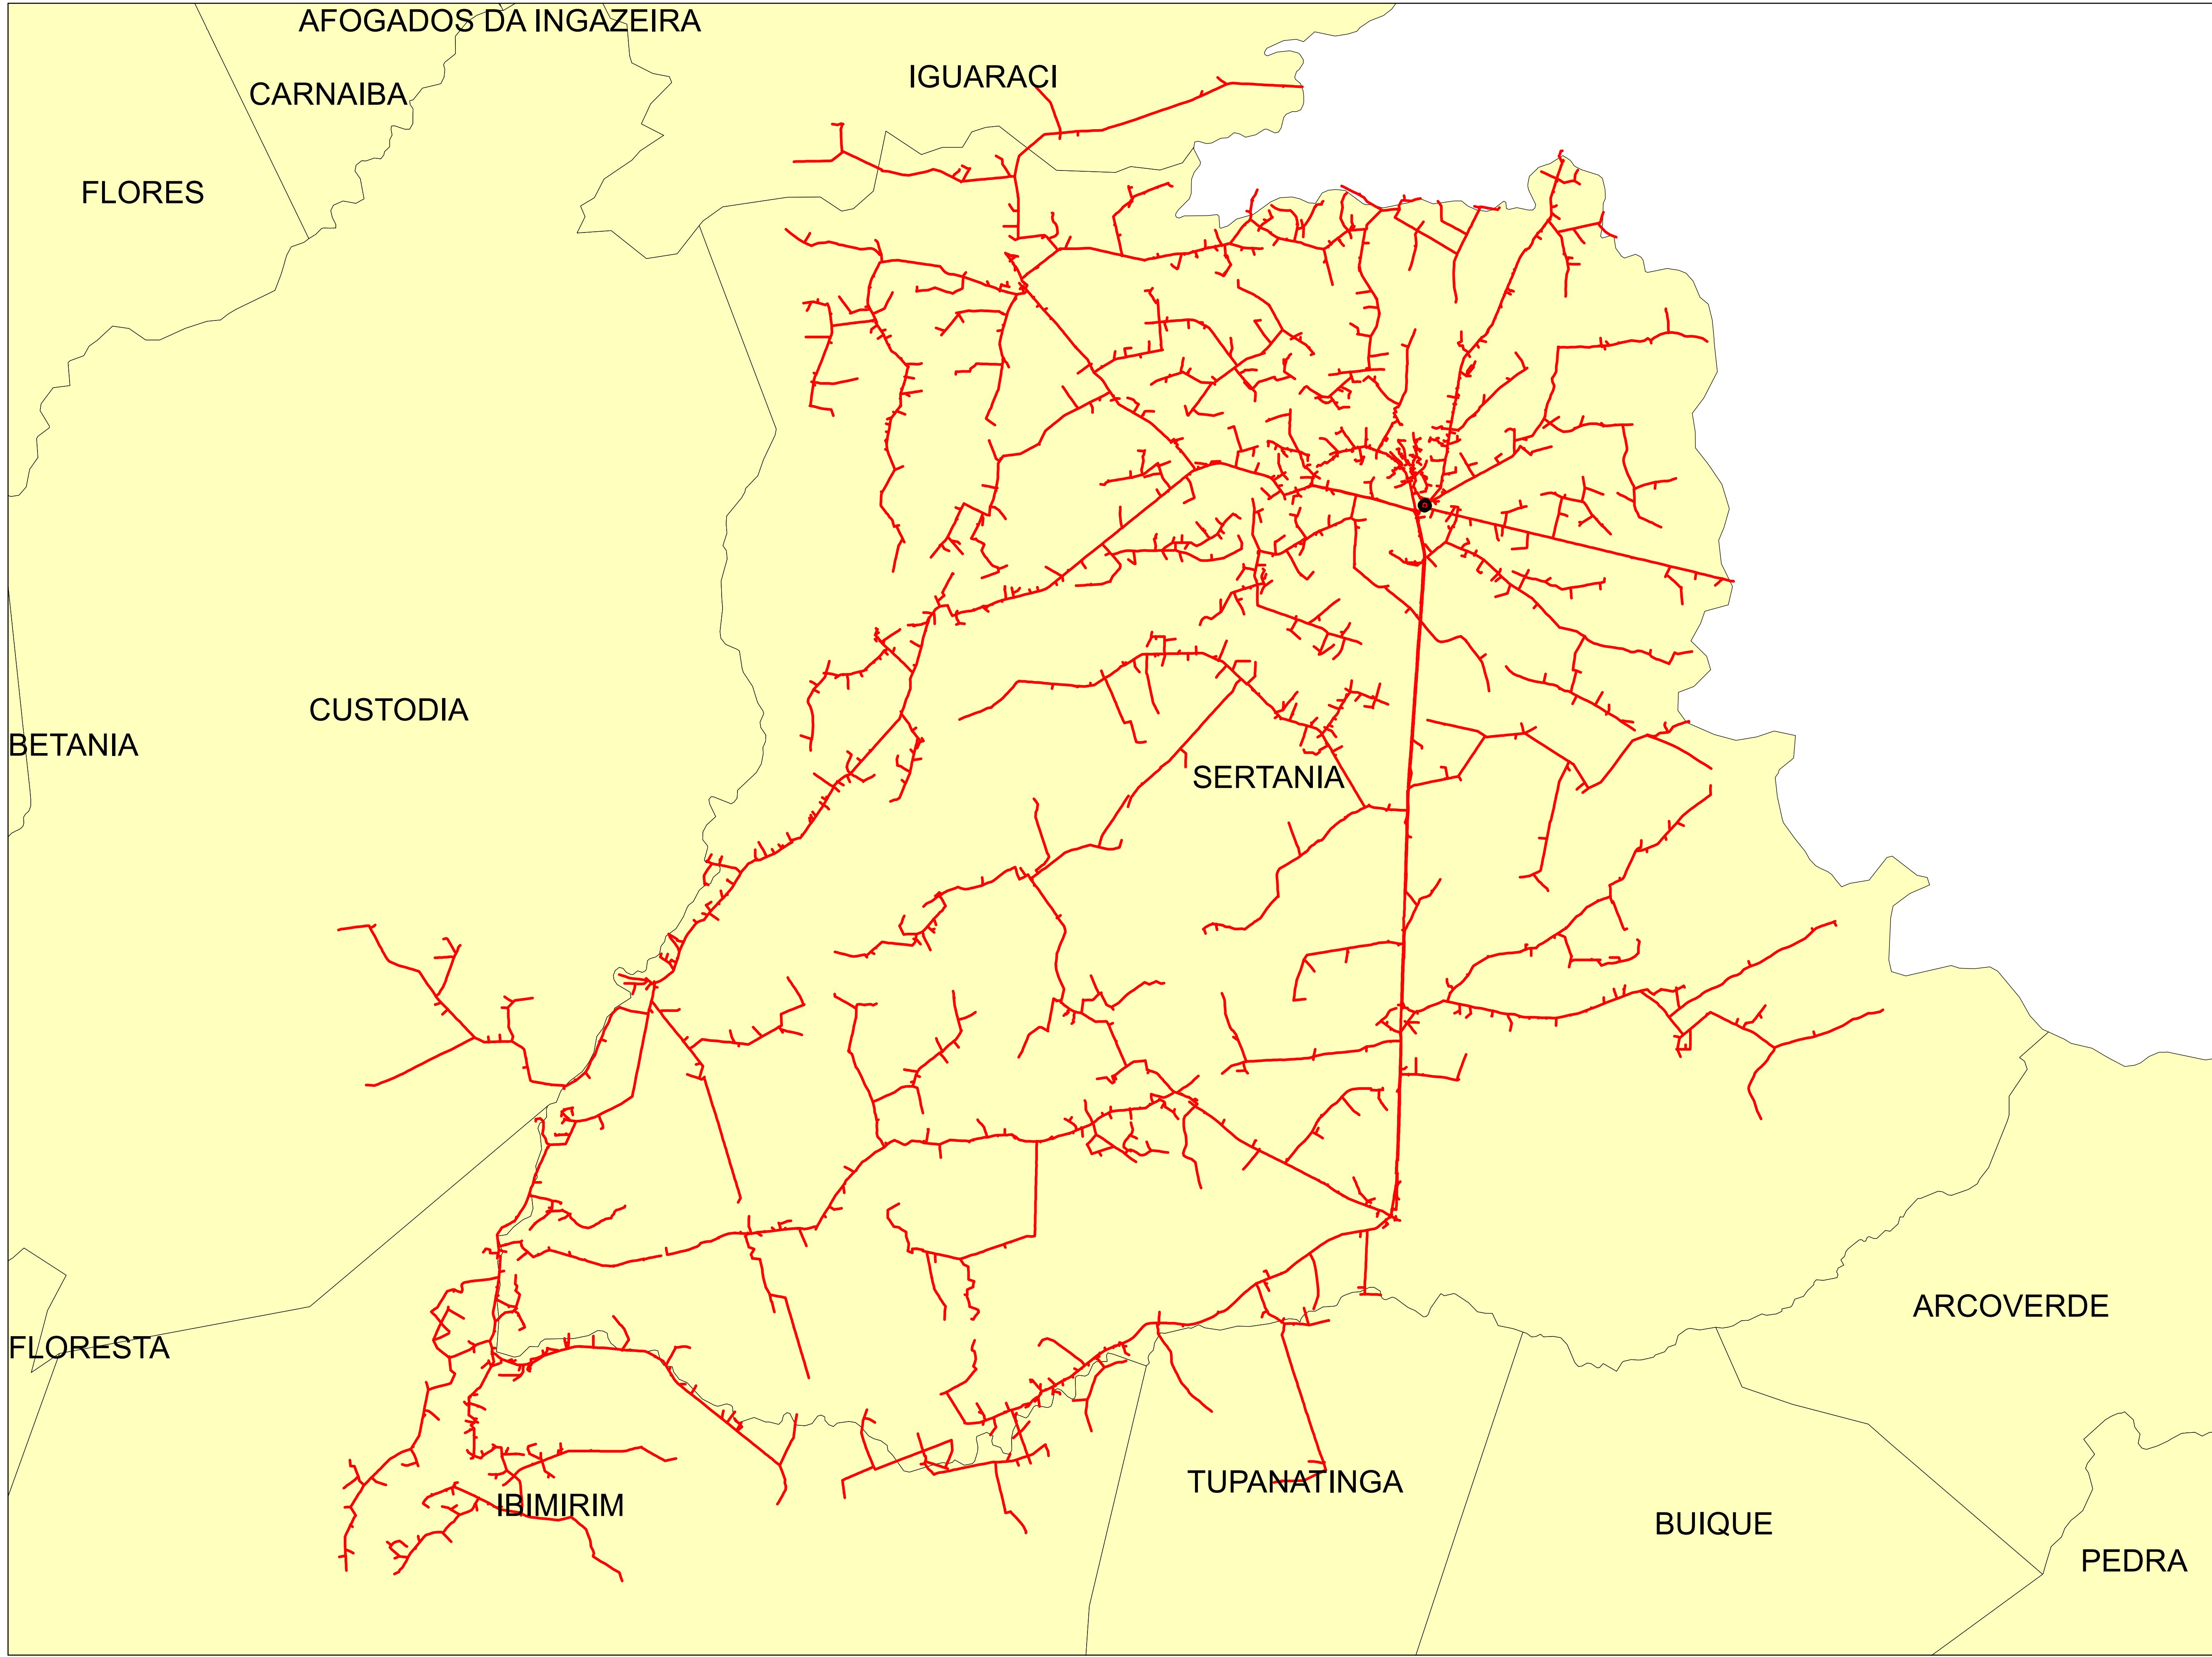 AFOGADOS DA INGAZEIRA
IGUARACI
CARNAIBA
FLORES
CUSTODIA
BETANIA
SERTANIA
ARCOVERDE
FLORESTA
TUPANATINGA
IBIMIRIM
BUIQUE
PEDRA